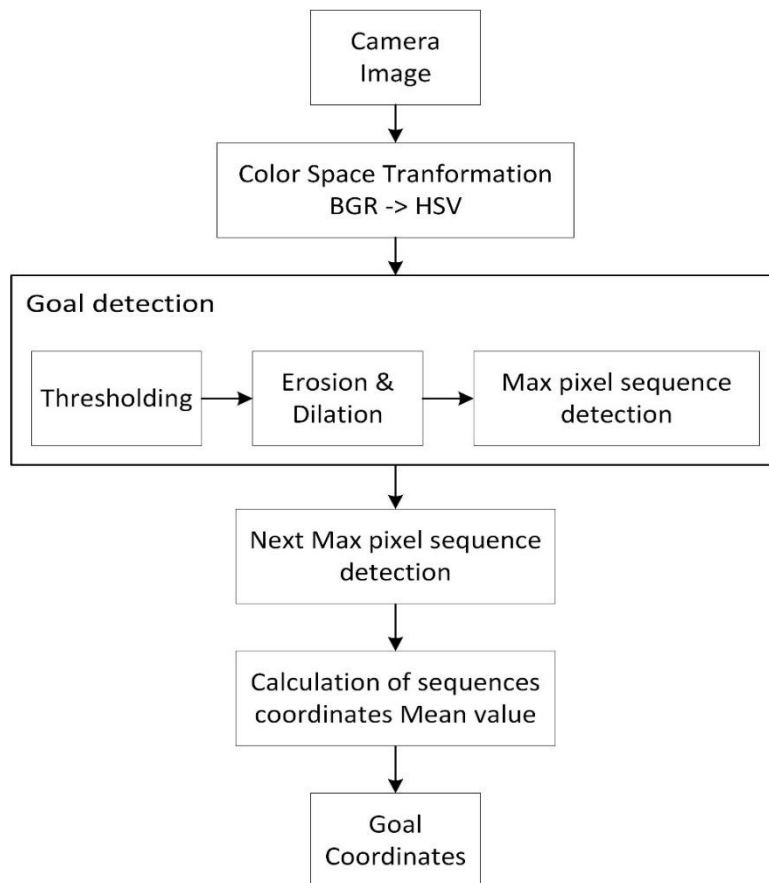 Camera
Image
Color Space Tranformation
BGR -> HSV
Goal detection
Thresholding
Erosion &
Dilation
Max pixel sequence
detection
Next Max pixel sequence
detection
Calculation of sequences
coordinates Mean value
Goal
Coordinates